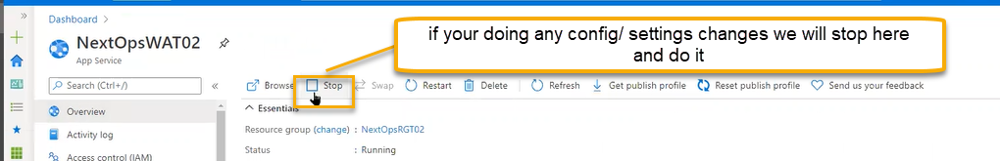 Dashboard >
NextOpsWAT02
App Service
if your doing any config/ settings changes we will stop here
and do it
Search (Ctrl+/)
«
Browse Stop Swap Restart Delete Refresh Get publish profile Reset publish profile Send us your feedback
Overview
Activity log
Access control (IAM)
Essentials
Resource group (change) : NextOpsRGT02
Status : Running